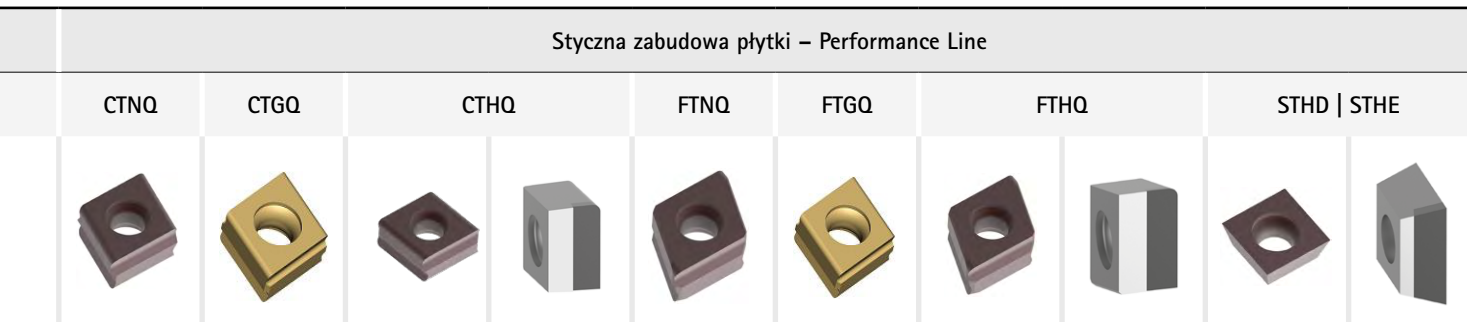 Styczna zabudowa płytki – Performance Line
CTNQ CTGQ CTHQ FTNQ FTGQ FTHQ STHD | STHE